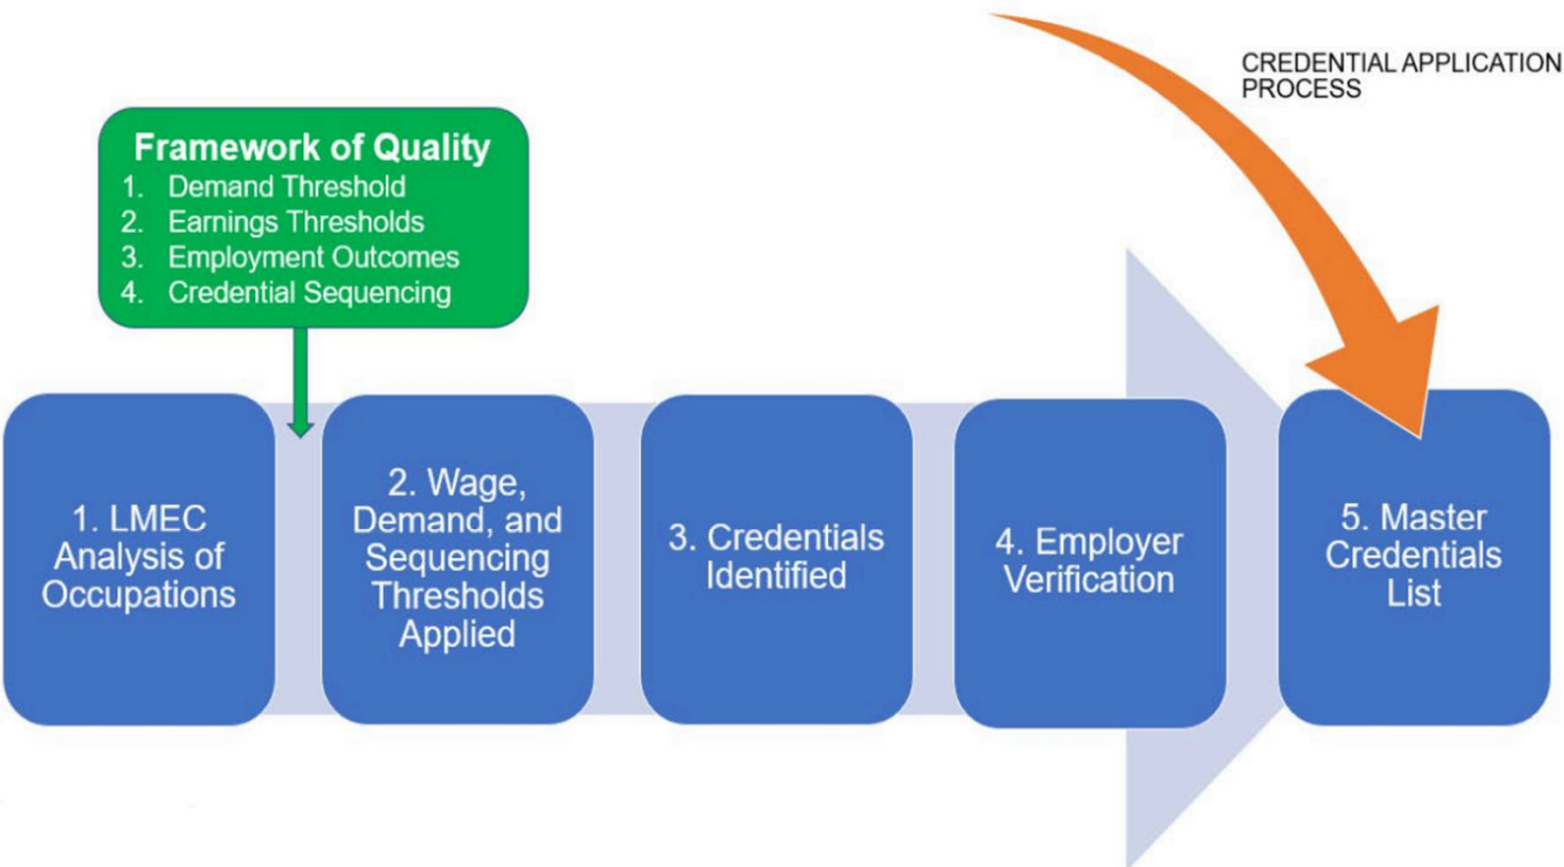 CREDENTIAL APPLICATION
PROCESS
Framework of Quality
1. Demand Threshold
2. Earnings Thresholds
3. Employment Outcomes
4. Credential Sequencing
1. LMEC
Analysis of
Occupations
2. Wage,
Demand, and
Sequencing
Thresholds
Applied
3. Credentials
Identified
4. Employer
Verification
5. Master
Credentials
List